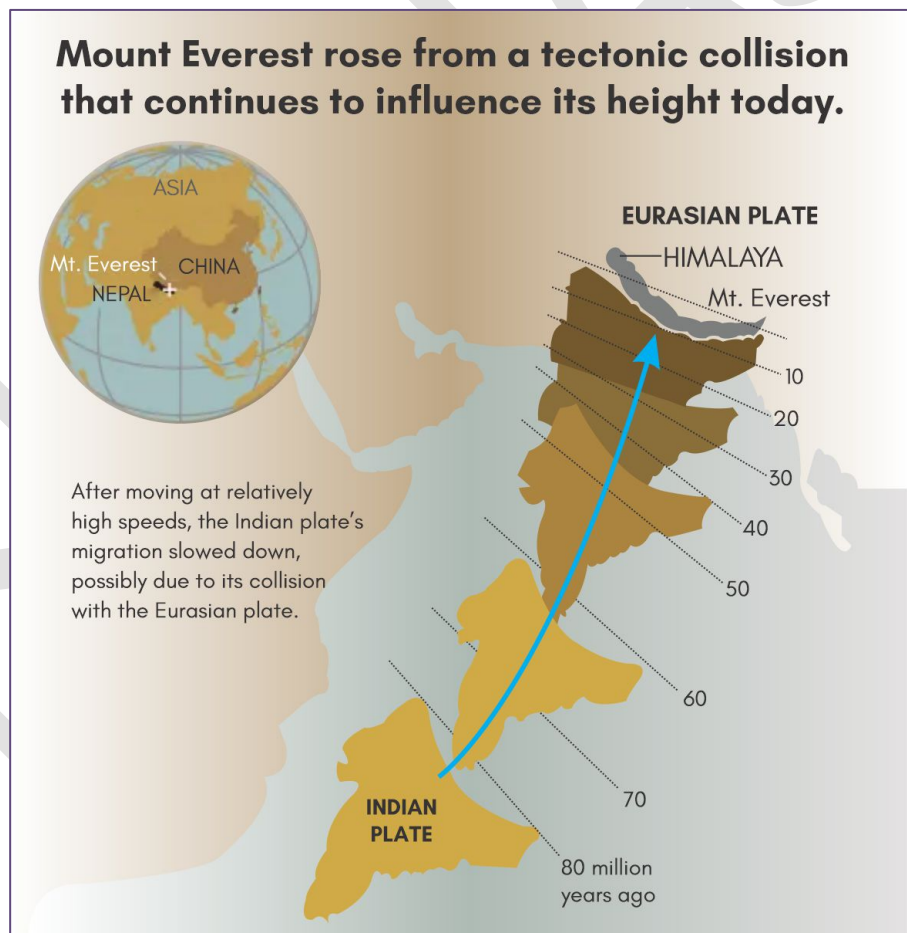 Mount Everest rose from a tectonic collision
that continues to influence its height today.
ASIA
Mt. Everest
CHINA
NEPAL
EURASIAN PLATE
HIMALAYA
Mt. Everest
10
20
30
40
50
60
70
80 million
years ago
After moving at relatively
high speeds, the Indian plate’s
migration slowed down,
possibly due to its collision
with the Eurasian plate.
INDIAN
PLATE